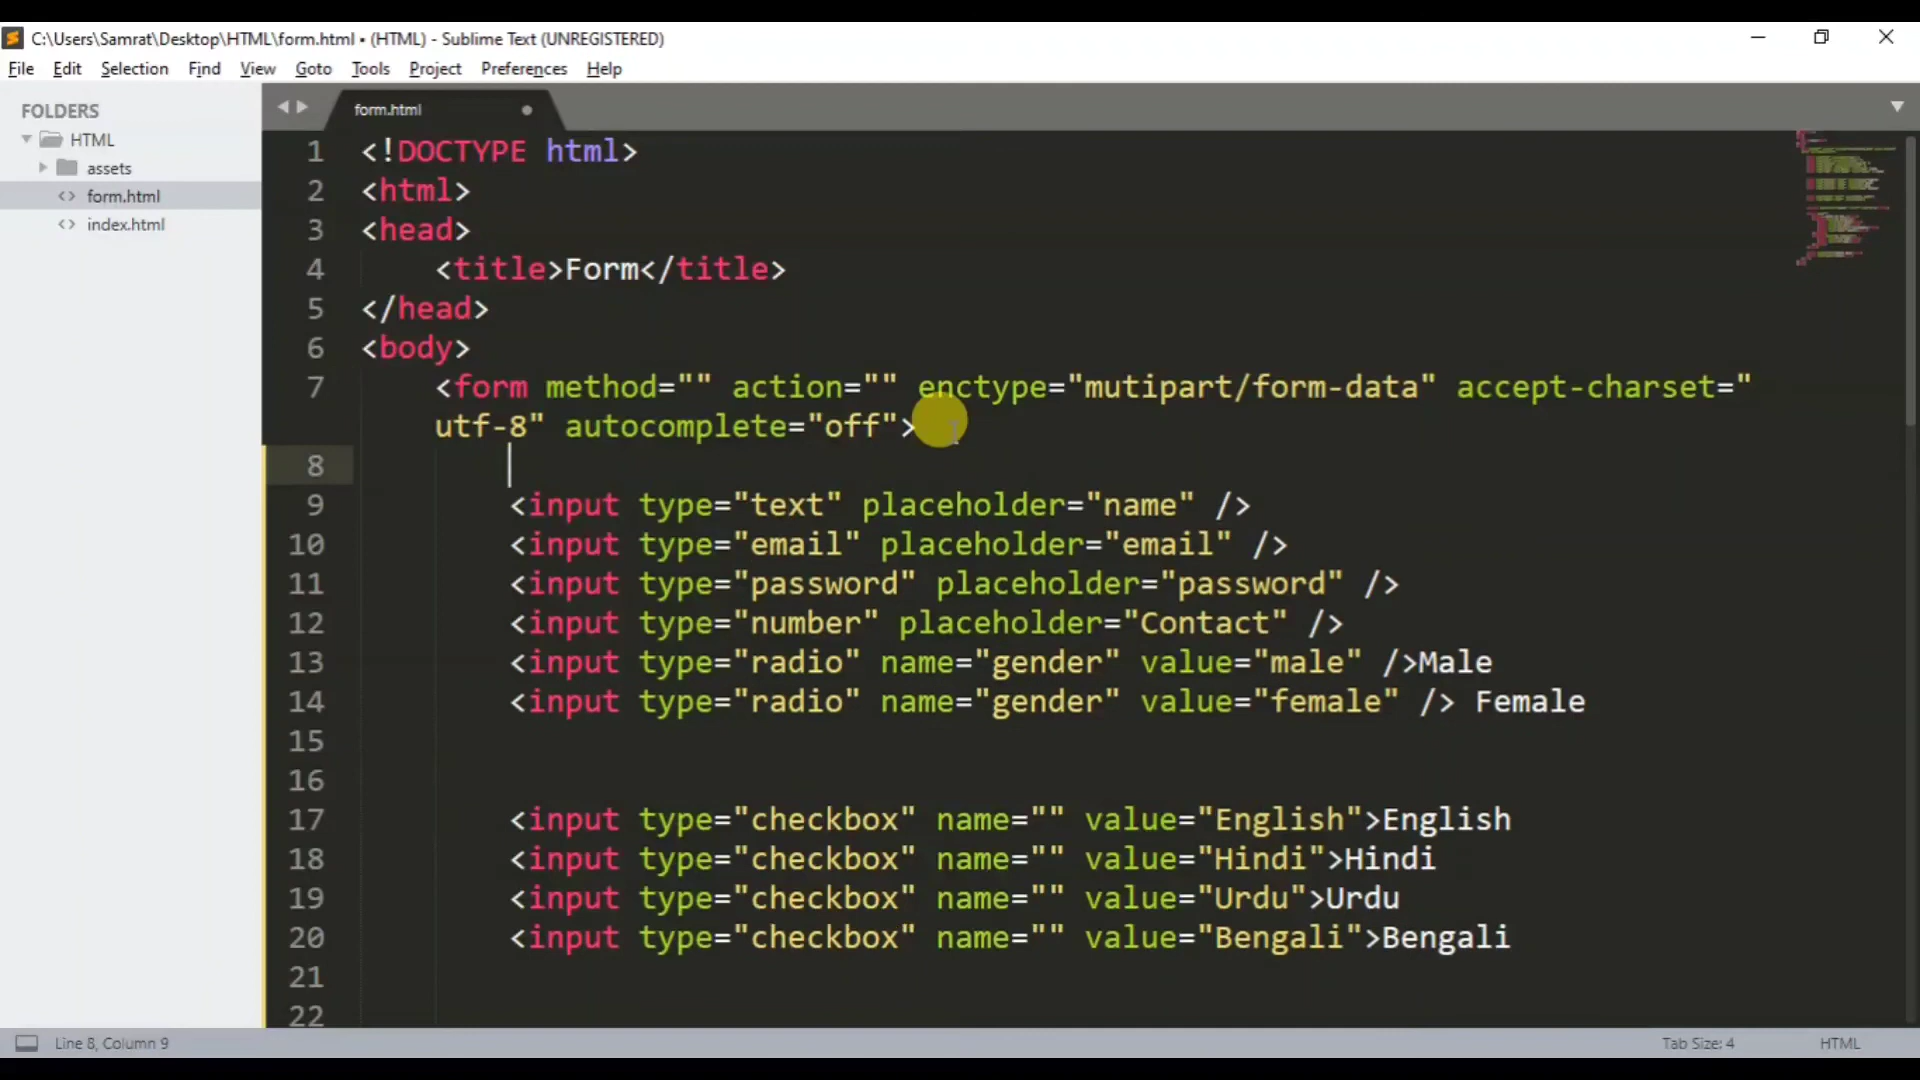 C:\Users\Samrat\Desktop\HTML\form.html • (HTML) - Sublime Text (UNREGISTERED)
File Edit Selection Find View Goto Tools Project Preferences Help
FOLDERS
HTML
assets
form.html
index.html
form.html
1 <!DOCTYPE html>
2 <html>
3 <head>
4 <title>Form</title>
5 </head>
6 <body>
7 <form method="" action="" enctype="mutipart/form-data" accept-charset="
utf-8" autocomplete="off">
8
9 <input type="text" placeholder="name" />
10 <input type="email" placeholder="email" />
11 <input type="password" placeholder="password" />
12 <input type="number" placeholder="Contact" />
13 <input type="radio" name="gender" value="male" />Male
14 <input type="radio" name="gender" value="female" /> Female
15
16
17 <input type="checkbox" name="" value="English">English
18 <input type="checkbox" name="" value="Hindi">Hindi
19 <input type="checkbox" name="" value="Urdu">Urdu
20 <input type="checkbox" name="" value="Bengali">Bengali
21
22
Line 8, Column 9 Tab Size: 4 HTML